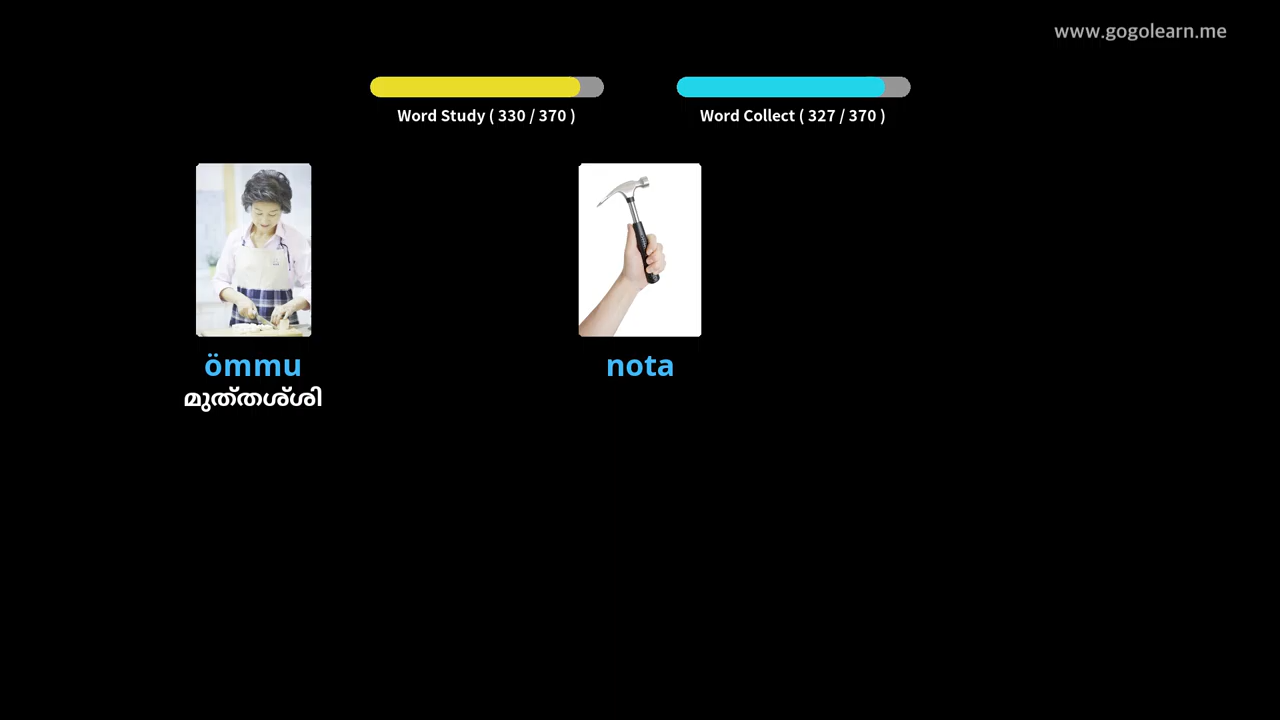 www.gogolearn.me
Word Study ( 330 / 370 )
Word Collect ( 327 / 370 )
ömmu
മുത്തശ്ശി
nota